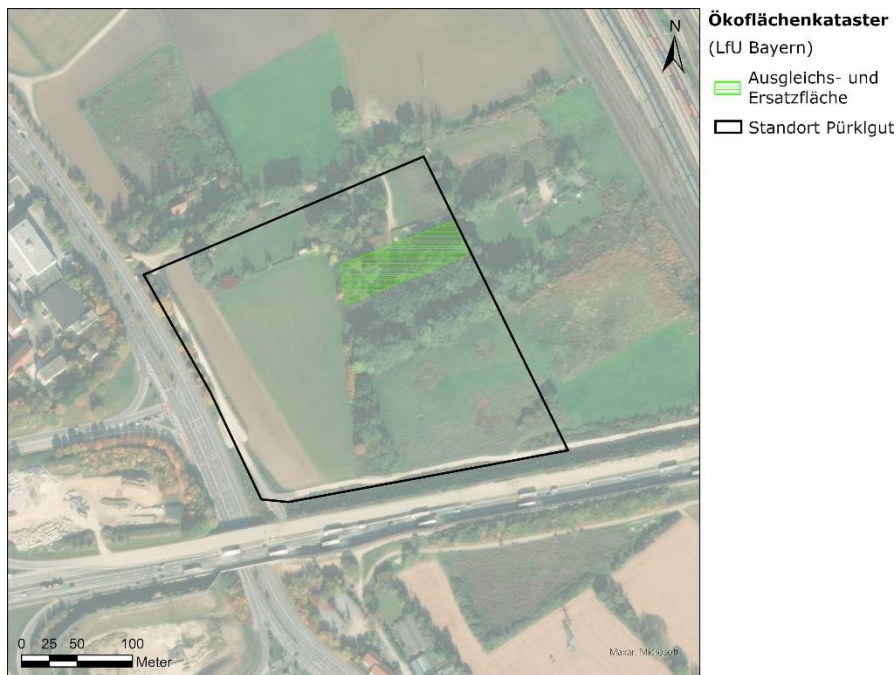 Ökoflächenkataster
(LfU Bayern)
Ausgleichs- und
Ersatzfläche
Standort Pürklgut
N
0 25 50 100
Meter
Maxar, Microsoft